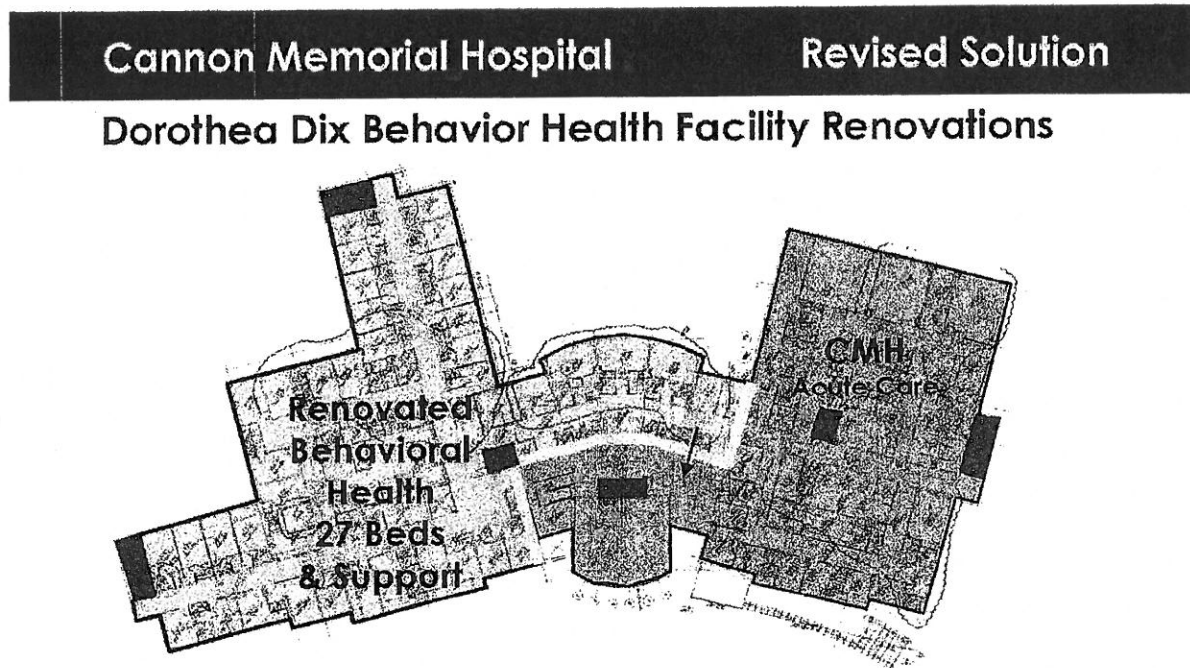 Cannon Memorial Hospital
Revised Solution
Dorothea Dix Behavior Health Facility Renovations
CMH
Acute Care
Renovated
Behavioral
Health
27 Beds
& Support